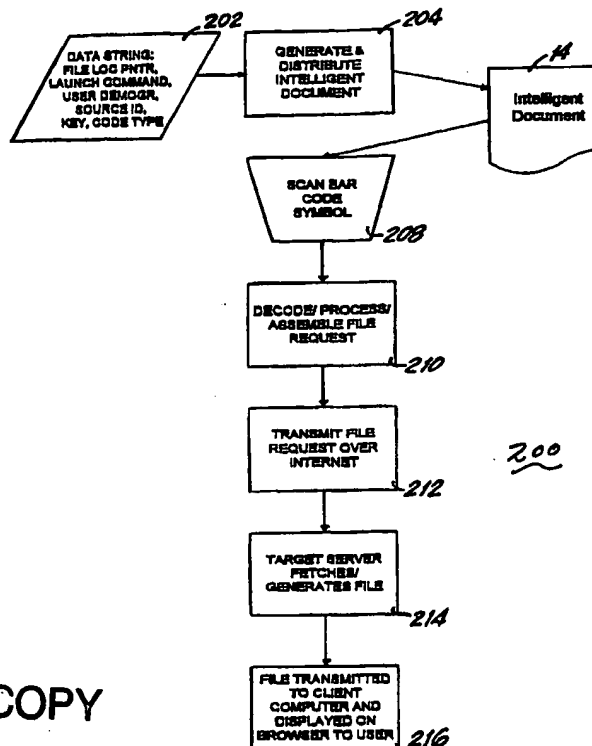 202
DATA STRING:
FILE LOC PNTR,
LAUNCH COMMAND,
USER DEMOGR,
SOURCE ID,
KEY, CODE TYPE
204
GENERATE &
DISTRIBUTE
INTELLIGENT
DOCUMENT
14
Intelligent
Document
SCAN BAR
CODE
SYMBOL
208
DECODE/ PROCESS/
ASSEMBLE FILE
REQUEST
210
TRANSMIT FILE
REQUEST OVER
INTERNET
212
200
TARGET SERVER
FETCHES/
GENERATES FILE
214
FILE TRANSMITTED
TO CLIENT
COMPUTER AND
DISPLAYED ON
BROWSER TO USER
216
COPY